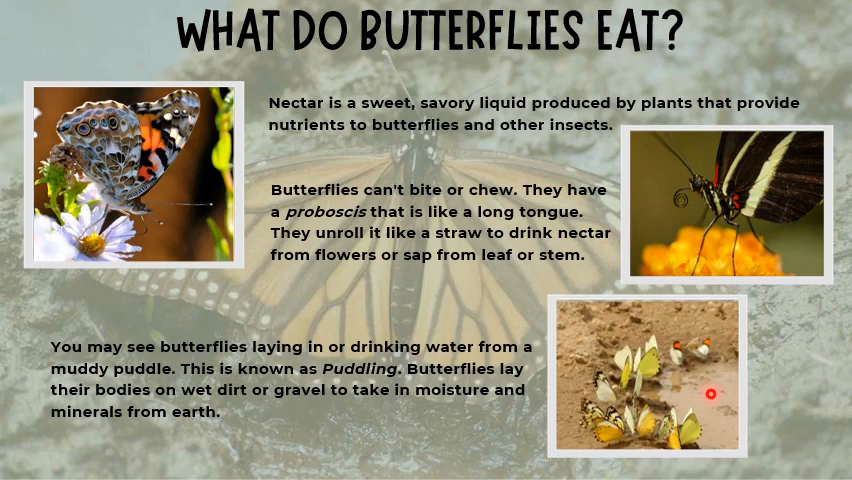 WHAT DO BUTTERFLIES EAT?
Nectar is a sweet, savory liquid produced by plants that provide
nutrients to butterflies and other insects.
Butterflies can't bite or chew. They have
a proboscis that is like a long tongue.
They unroll it like a straw to drink nectar
from flowers or sap from leaf or stem.
You may see butterflies laying in or drinking water from a
muddy puddle. This is known as Puddling. Butterflies lay
their bodies on wet dirt or gravel to take in moisture and
minerals from earth.